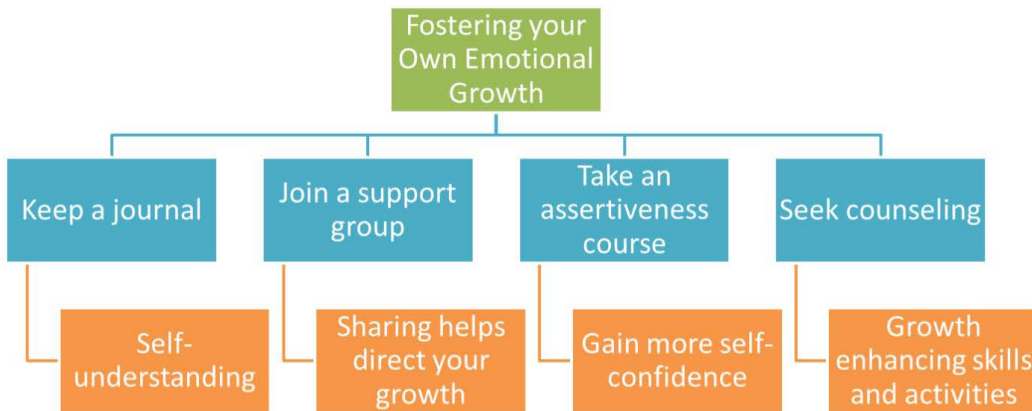 Fostering your
Own Emotional
Growth
Keep a journal
Join a support
group
Take an
assertiveness
course
Seek counseling
Self-
understanding
Sharing helps
direct your
growth
Gain more self-
confidence
Growth
enhancing skills
and activities